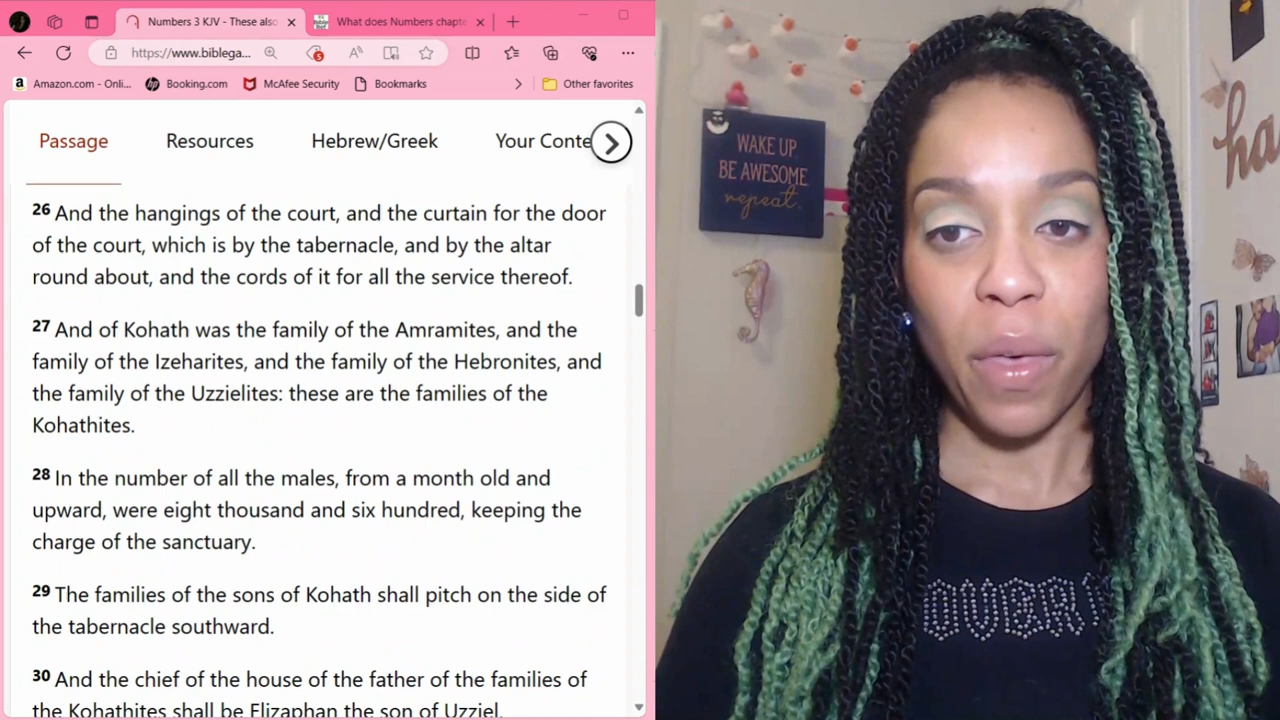 Numbers 3 KJV - These also
What does Numbers chapte
https://www.biblega...
5
Amazon.com - Onli...
Booking.com
McAfee Security
Bookmarks
Other favorites
Passage
Resources
Hebrew/Greek
Your Conte
26 And the hangings of the court, and the curtain for the door
of the court, which is by the tabernacle, and by the altar
round about, and the cords of it for all the service thereof.
27 And of Kohath was the family of the Amramites, and the
family of the Izeharites, and the family of the Hebronites, and
the family of the Uzzielites: these are the families of the
Kohathites.
28 In the number of all the males, from a month old and
upward, were eight thousand and six hundred, keeping the
charge of the sanctuary.
29 The families of the sons of Kohath shall pitch on the side of
the tabernacle southward.
30 And the chief of the house of the father of the families of
the Kohathites shall be Elizaphan the son of Uzziel.
WAKE UP
BE AWESOME
repeat.
ha